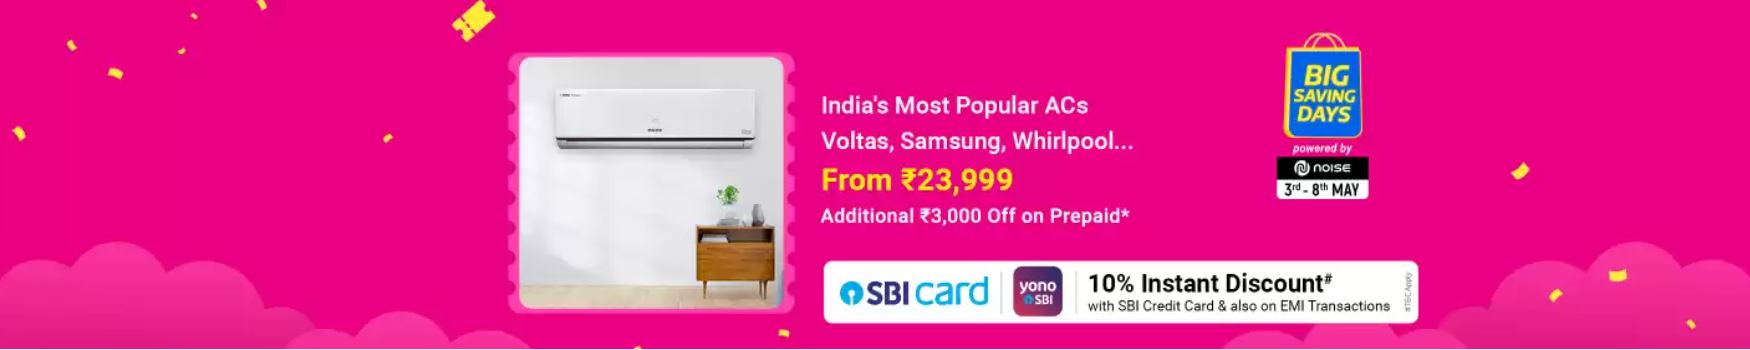 India's Most Popular ACs
Voltas, Samsung, Whirlpool...
From ₹23,999
Additional ₹3,000 Off on Prepaid*
BIG
SAVING
DAYS
powered by
NOISE
3rd - 8th MAY
SBI card
yono
SBI
10% Instant Discount#
with SBI Credit Card & also on EMI Transactions
#T&C Apply